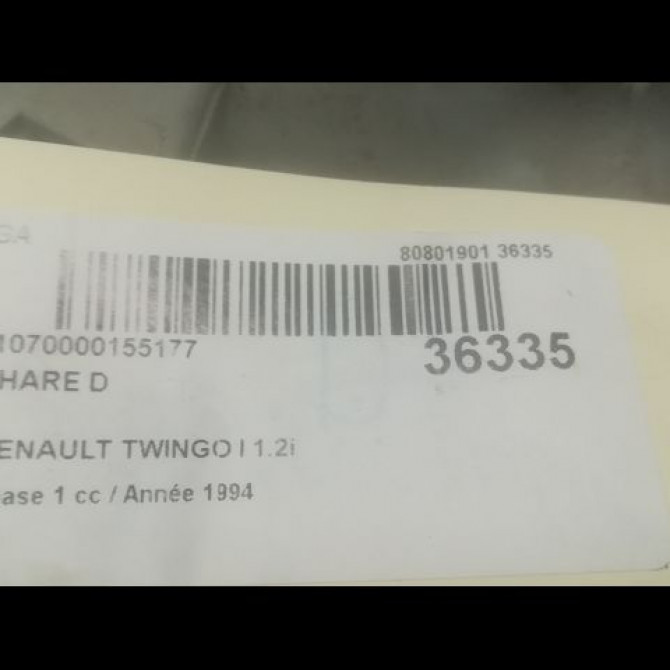 80801901 36335
1070000155177
36335
HARE D
ENAULT TWINGO I 1.2i
ase 1 cc / Année 1994